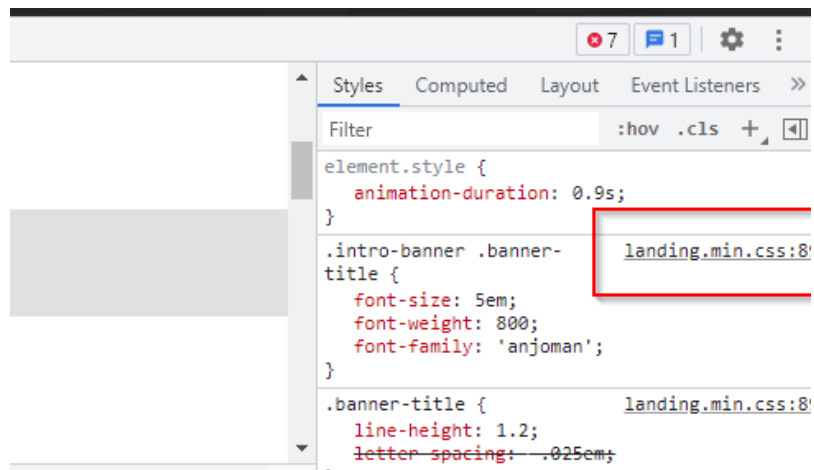 7 1
Styles Computed Layout Event Listeners »
Filter :hov .cls +
element.style {
animation-duration: 0.9s;
}
.intro-banner .banner- landing.min.css:89
title {
font-size: 5em;
font-weight: 800;
font-family: 'anjoman';
}
.banner-title { landing.min.css:89
line-height: 1.2;
letter-spacing: -.025em;